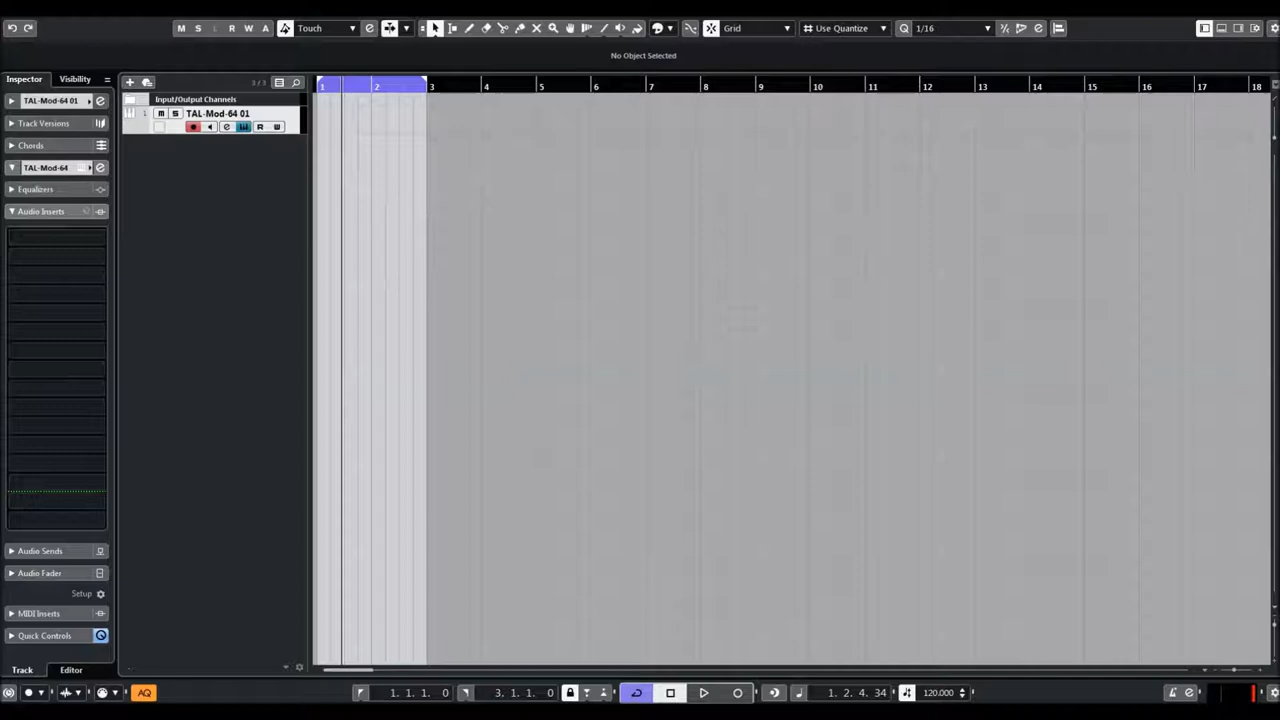 M S L R W A Touch Grid Use Quantize Q 1/16
No Object Selected
Inspector Visibility 3 / 3 1 2 3 4 5 6 7 8 9 10 11 12 13 14 15 16 17 18
TAL-Mod-64 01 Input/Output Channels
1 m S TAL-Mod-64 01
Track Versions R W
Chords
TAL-Mod-64
Equalizers
Audio Inserts
Audio Sends
Audio Fader
Setup
MIDI Inserts
Quick Controls
Track Editor
AQ 1. 1. 1. 0 3. 1. 1. 0 1. 2. 4. 34 120.000